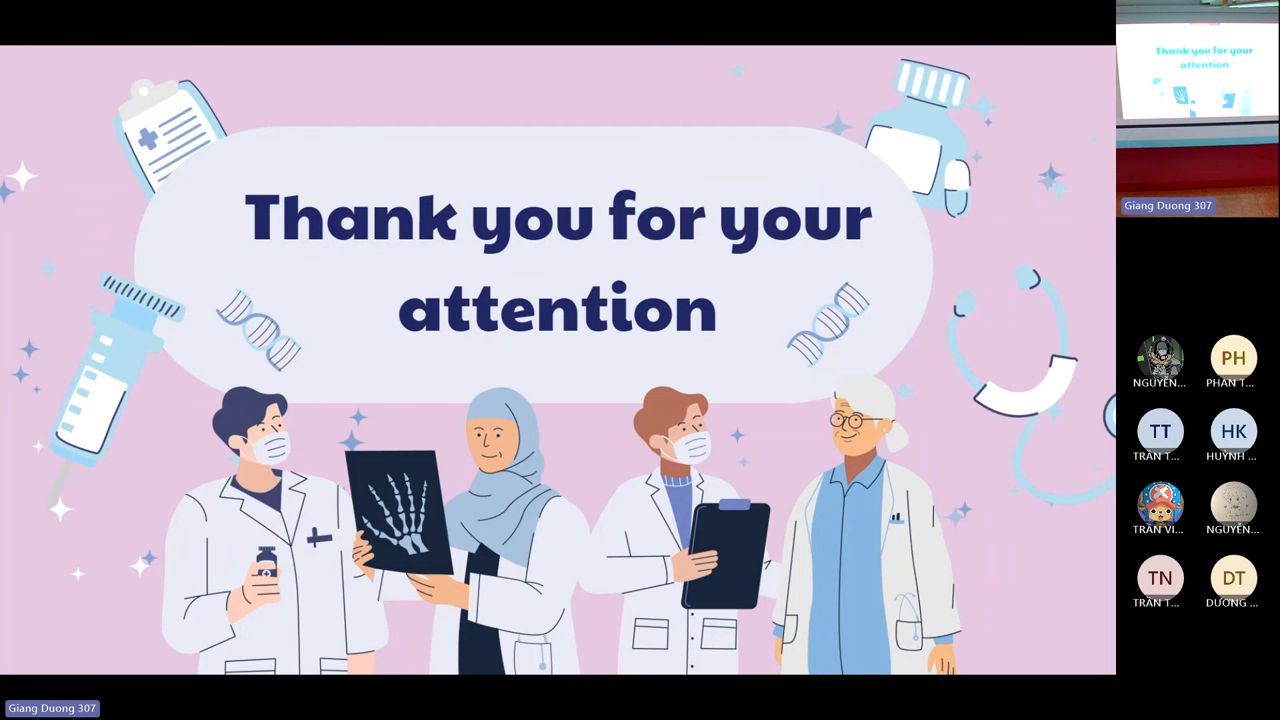 Thank you for your
attention
Thank you for your
attention
Giang Duong 307
NGUYỄN...
PH
PHAN T...
TT
TRẦN T...
HK
HUỲNH ...
TRẦN VI...
NGUYỄN...
TN
TRẦN T...
DT
DƯƠNG ...
Giang Duong 307